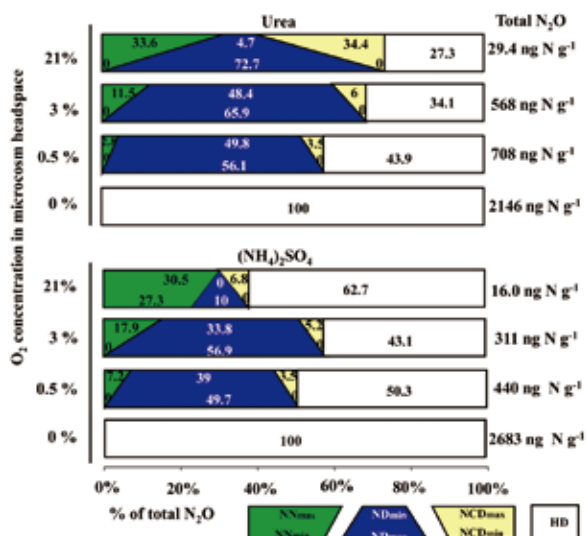 Urea
Total N2O
33.6 4.7 34.4 27.3
0 72.7 0
21% 29.4 ng N g-1
11.5 48.4 6 34.1
0 65.9 0
3 % 568 ng N g-1
49.8 3.5 43.9
0 56.1
0.5 % 708 ng N g-1
0 % 100 2146 ng N g-1
(NH4)2SO4
30.5 0 6.8 62.7
27.3 10
21% 16.0 ng N g-1
17.9 33.8 5.2 43.1
0 56.9
3 % 311 ng N g-1
7.2 39 3.5 50.3
0 49.7
0.5 % 440 ng N g-1
0 % 100 2683 ng N g-1
O2 concentration in microcosm headspace
0% 20% 40% 60% 80% 100%
% of total N2O
NNmax NDmin NCDmax HD
NCDmin